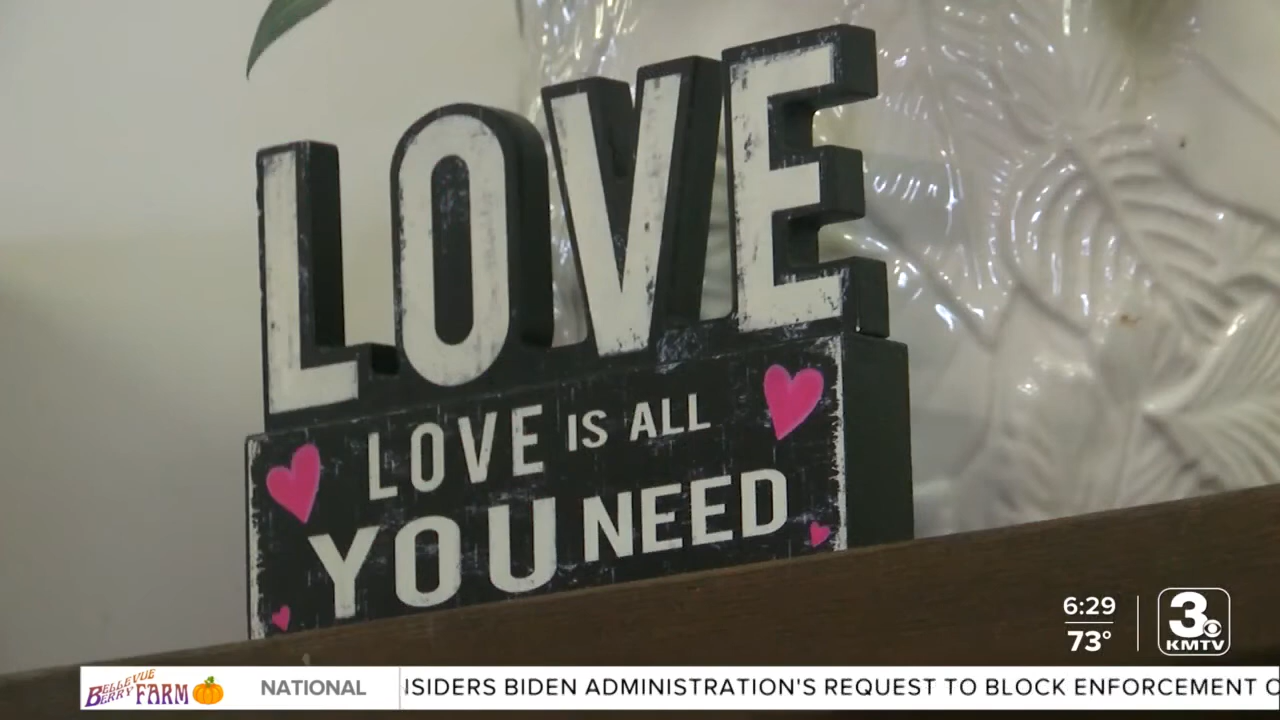 LOVE
LOVE IS ALL
YOU NEED
6:29
73°
3
KMTV
BELLEVUE
BERRY FARM
NATIONAL
ISIDERS BIDEN ADMINISTRATION'S REQUEST TO BLOCK ENFORCEMENT